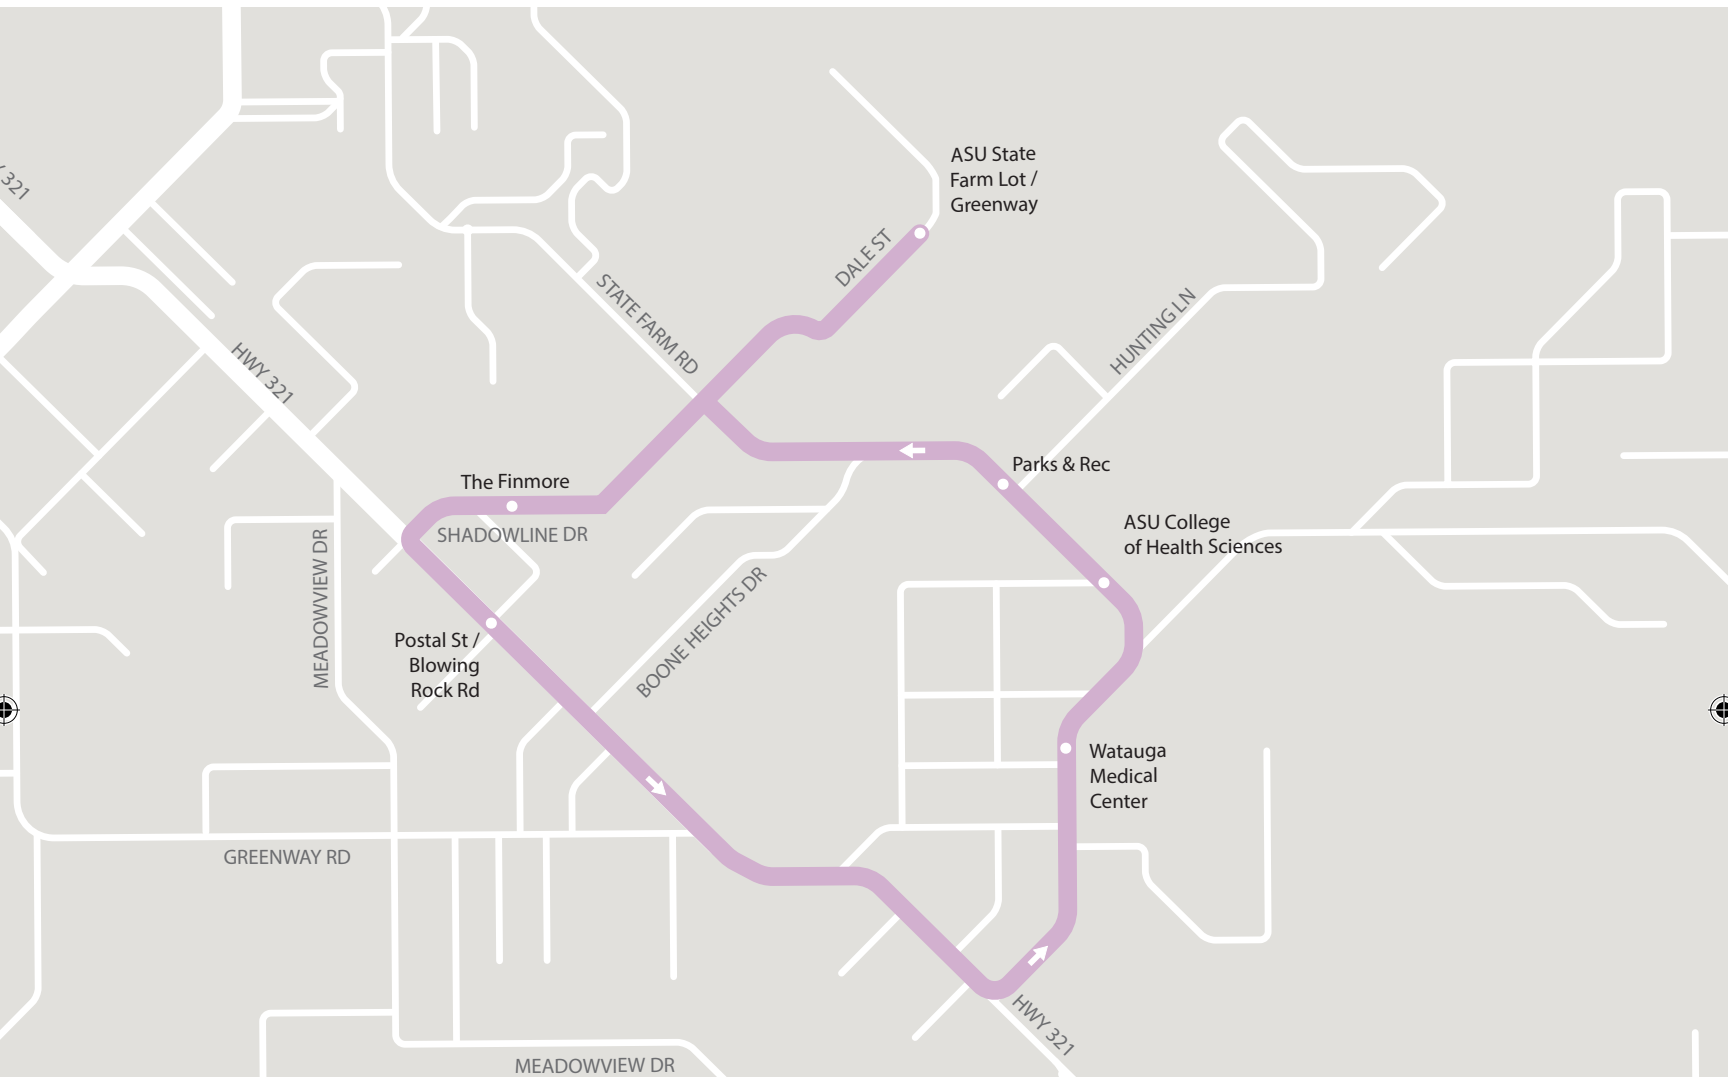 ASU State
Farm Lot /
Greenway
321
DALE ST
STATE FARM RD
HUNTING LN
HWY 321
Parks & Rec
The Finmore
SHADOWLINE DR
ASU College
of Health Sciences
MEADOWVIEW DR
BOONE HEIGHTS DR
Postal St /
Blowing
Rock Rd
Watauga
Medical
Center
GREENWAY RD
HWY 321
MEADOWVIEW DR